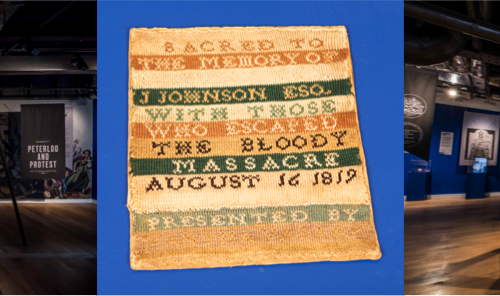 PETERLOO
AND
PROTEST
SACRED TO
THE MEMORY OF
J JOHNSON ESQ.
WITH THOSE
WHO ESCAPED
THE BLOODY
MASSACRE
AUGUST 16 1819
PRESENTED BY